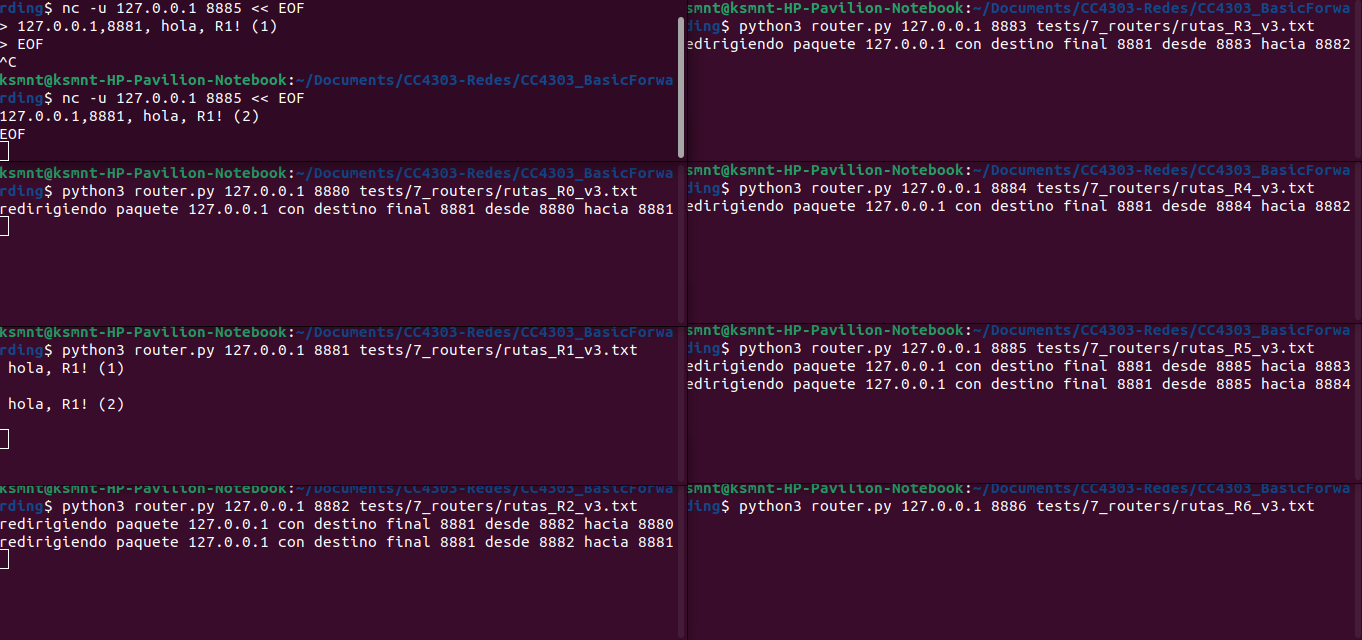 rding$ nc -u 127.0.0.1 8885 << EOF
> 127.0.0.1,8881, hola, R1! (1)
> EOF
^C
ksmnt@ksmnt-HP-Pavilion-Notebook:~/Documents/CC4303-Redes/CC4303_BasicForwa
rding$ nc -u 127.0.0.1 8885 << EOF
127.0.0.1,8881, hola, R1! (2)
EOF
ksmnt@ksmnt-HP-Pavilion-Notebook:~/Documents/CC4303-Redes/CC4303_BasicForwa
rding$ python3 router.py 127.0.0.1 8880 tests/7_routers/rutas_R0_v3.txt
redirigiendo paquete 127.0.0.1 con destino final 8881 desde 8880 hacia 8881
ksmnt@ksmnt-HP-Pavilion-Notebook:~/Documents/CC4303-Redes/CC4303_BasicForwa
rding$ python3 router.py 127.0.0.1 8881 tests/7_routers/rutas_R1_v3.txt
hola, R1! (1)
hola, R1! (2)
ksmnt@ksmnt-HP-Pavilion-Notebook:~/Documents/CC4303-Redes/CC4303_BasicForwa
rding$ python3 router.py 127.0.0.1 8882 tests/7_routers/rutas_R2_v3.txt
redirigiendo paquete 127.0.0.1 con destino final 8881 desde 8882 hacia 8880
redirigiendo paquete 127.0.0.1 con destino final 8881 desde 8882 hacia 8881
smnt@ksmnt-HP-Pavilion-Notebook:~/Documents/CC4303-Redes/CC4303_BasicForwa
ding$ python3 router.py 127.0.0.1 8883 tests/7_routers/rutas_R3_v3.txt
edirigiendo paquete 127.0.0.1 con destino final 8881 desde 8883 hacia 8882
smnt@ksmnt-HP-Pavilion-Notebook:~/Documents/CC4303-Redes/CC4303_BasicForwa
ding$ python3 router.py 127.0.0.1 8884 tests/7_routers/rutas_R4_v3.txt
edirigiendo paquete 127.0.0.1 con destino final 8881 desde 8884 hacia 8882
smnt@ksmnt-HP-Pavilion-Notebook:~/Documents/CC4303-Redes/CC4303_BasicForwa
ding$ python3 router.py 127.0.0.1 8885 tests/7_routers/rutas_R5_v3.txt
edirigiendo paquete 127.0.0.1 con destino final 8881 desde 8885 hacia 8883
edirigiendo paquete 127.0.0.1 con destino final 8881 desde 8885 hacia 8884
smnt@ksmnt-HP-Pavilion-Notebook:~/Documents/CC4303-Redes/CC4303_BasicForwa
ding$ python3 router.py 127.0.0.1 8886 tests/7_routers/rutas_R6_v3.txt